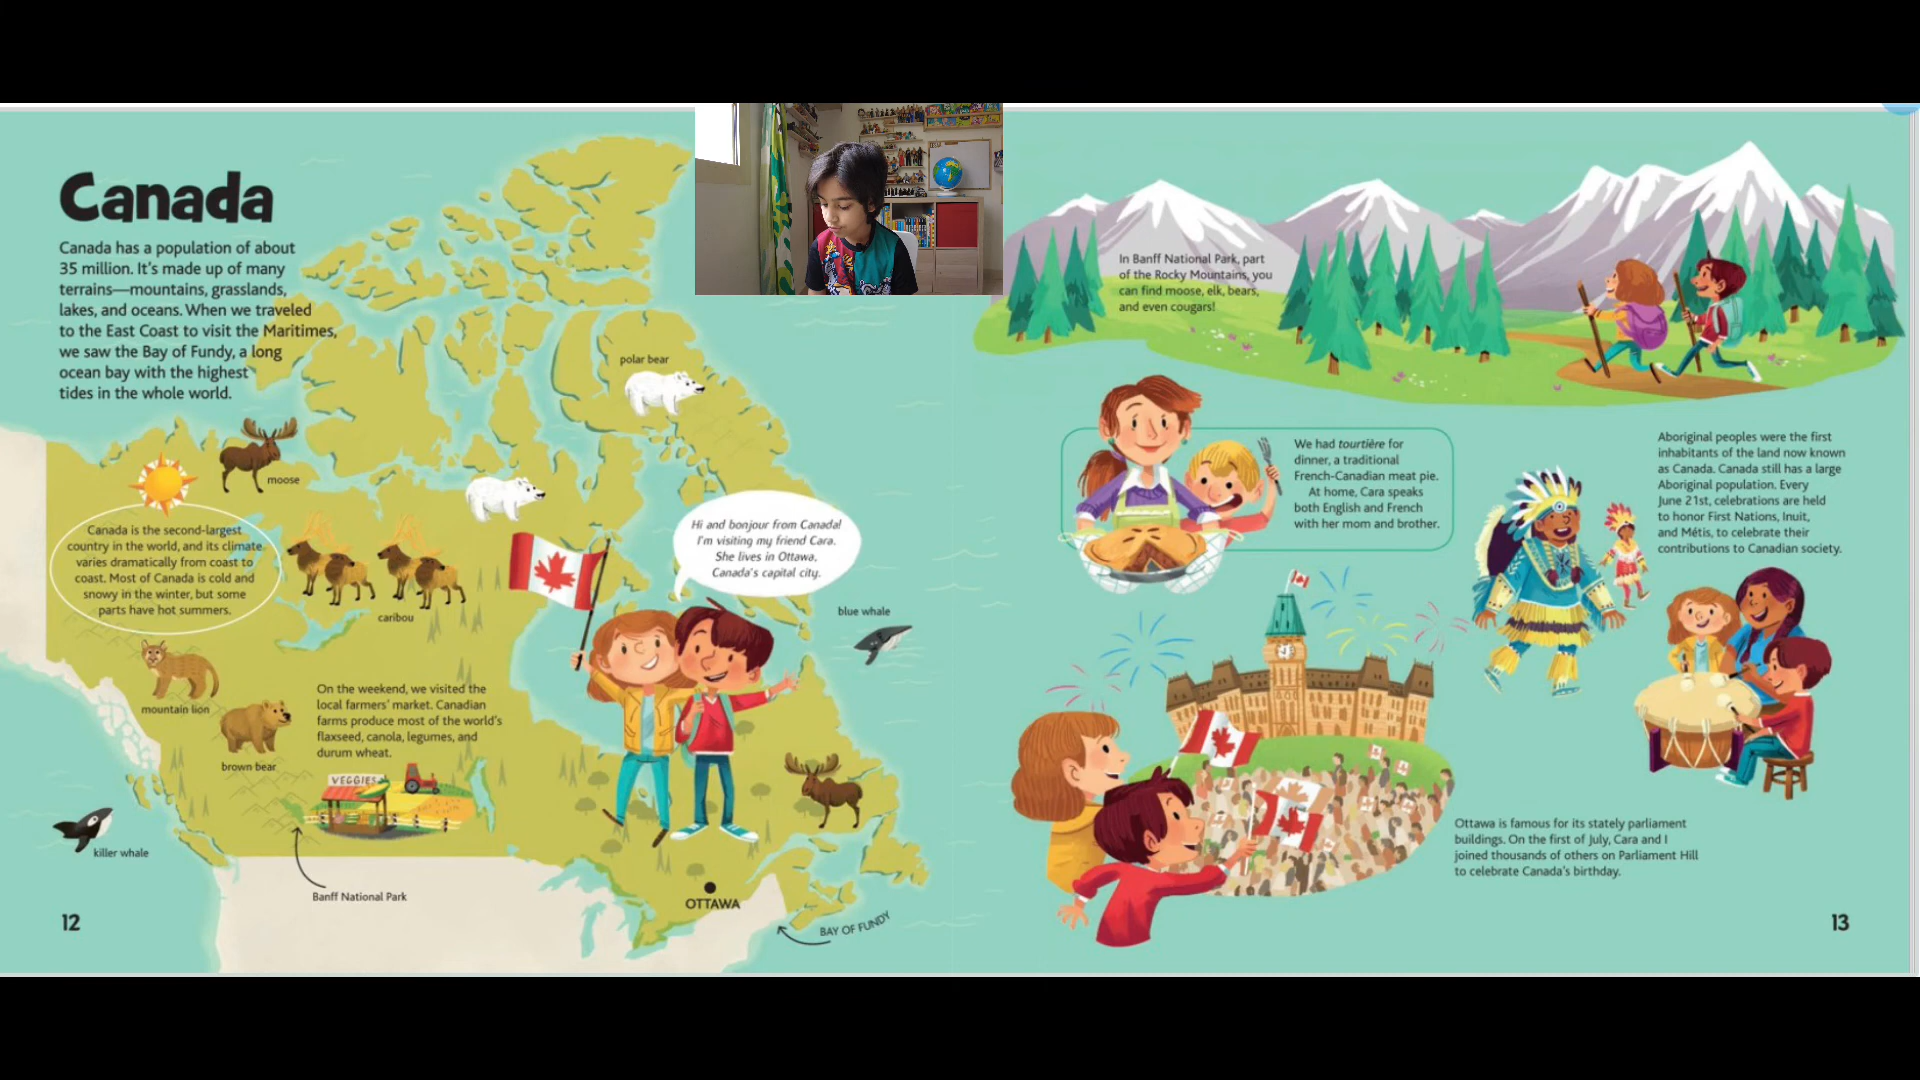 Canada
Canada has a population of about
35 million. It's made up of many
terrains—mountains, grasslands,
lakes, and oceans. When we traveled
to the East Coast to visit the Maritimes,
we saw the Bay of Fundy, a long
ocean bay with the highest
tides in the whole world.
polar bear
moose
Canada is the second-largest
country in the world, and its climate
varies dramatically from coast to
coast. Most of Canada is cold and
snowy in the winter, but some
parts have hot summers.
caribou
Hi and bonjour from Canada!
I'm visiting my friend Cara.
She lives in Ottawa,
Canada's capital city.
blue whale
mountain lion
brown bear
On the weekend, we visited the
local farmers' market. Canadian
farms produce most of the world's
flaxseed, canola, legumes, and
durum wheat.
VEGGIES
killer whale
Banff National Park
OTTAWA
BAY OF FUNDY
12
In Banff National Park, part
of the Rocky Mountains, you
can find moose, elk, bears,
and even cougars!
We had tourtière for
dinner, a traditional
French-Canadian meat pie.
At home, Cara speaks
both English and French
with her mom and brother.
Aboriginal peoples were the first
inhabitants of the land now known
as Canada. Canada still has a large
Aboriginal population. Every
June 21st, celebrations are held
to honor First Nations, Inuit,
and Métis, to celebrate their
contributions to Canadian society.
Ottawa is famous for its stately parliament
buildings. On the first of July, Cara and I
joined thousands of others on Parliament Hill
to celebrate Canada's birthday.
13